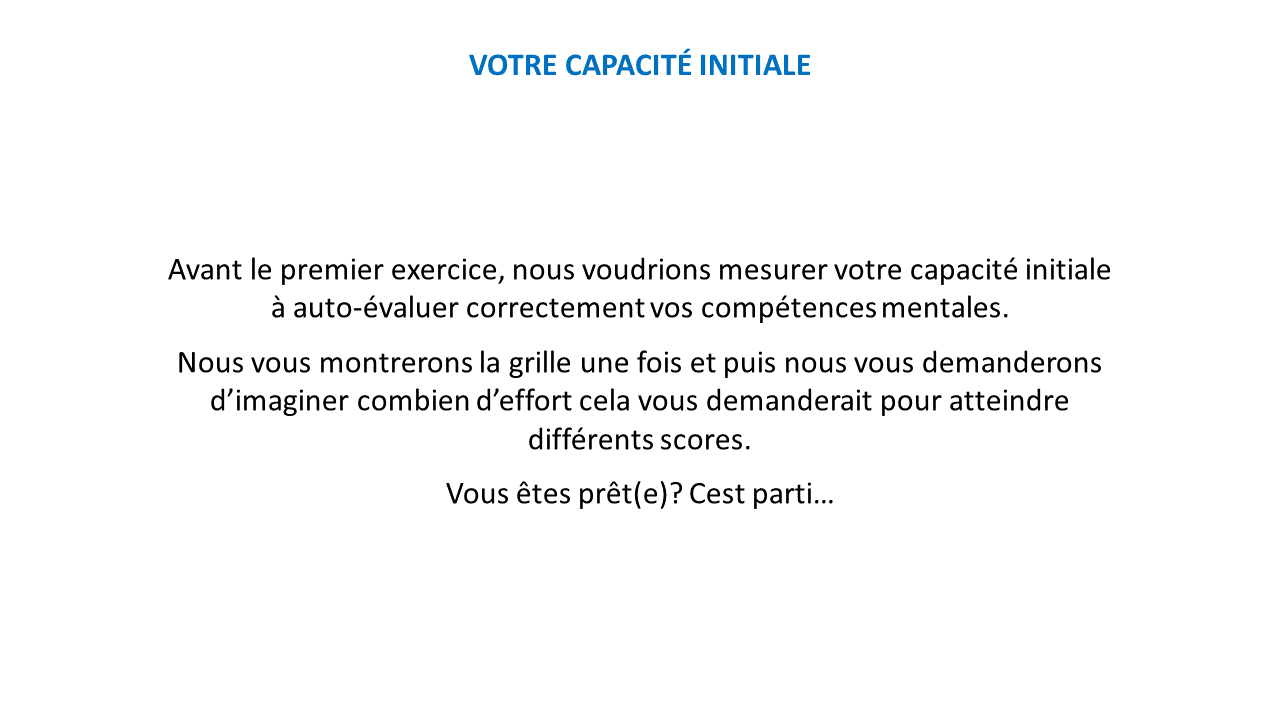 VOTRE CAPACITÉ INITIALE
Avant le premier exercice, nous voudrions mesurer votre capacité initiale
à auto-évaluer correctement vos compétences mentales.
Nous vous montrerons la grille une fois et puis nous vous demanderons
d’imaginer combien d’effort cela vous demanderait pour atteindre
différents scores.
Vous êtes prêt(e)? Cest parti…